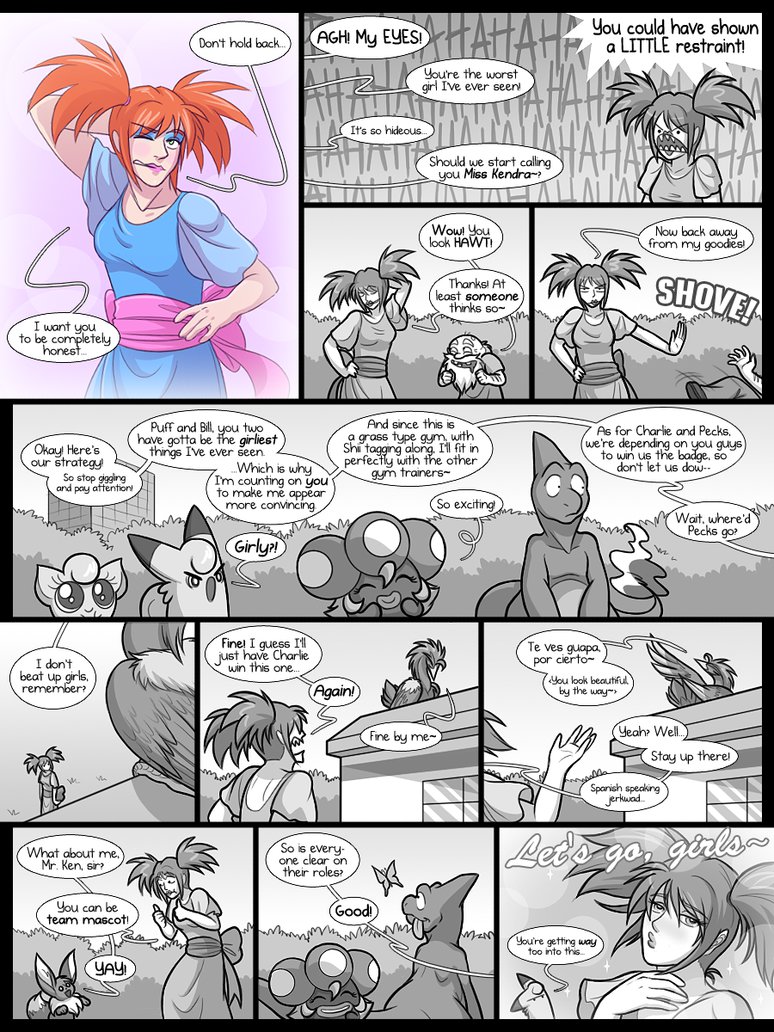 Don't hold back...
I want you
to be completely
honest...
HAHAHAHAHAHA
AGH! My EYES!
You're the worst
girl I've ever seen!
It's so hideous...
Should we start calling
you Miss Kendra~?
You could have shown
a LITTLE restraint!
Wow! You
look HAWT!
Thanks! At
least someone
thinks so~
Now back away
from my goodies!
SHOVE!
Okay! Here's
our strategy!
So stop giggling
and pay attention!
Puff and Bill, you two
have gotta be the girliest
things I've ever seen.
...Which is why
I'm counting on you
to make me appear
more convincing.
Girly?!
And since this is
a grass type gym, with
Shii tagging along, I'll fit in
perfectly with the other
gym trainers~
So exciting!
As for Charlie and Pecks,
we're depending on you guys
to win us the badge, so
don't let us dow--
Wait, where'd
Pecks go?
I don't
beat up girls,
remember?
Fine! I guess I'll
just have Charlie
win this one...
Again!
Fine by me~
Te ves guapa,
por cierto~
<You look beautiful,
by the way~>
Yeah? Well...
Stay up there!
Spanish speaking
jerkwad...
What about me,
Mr. Ken, sir?
You can be
team mascot!
YAY!
So is every-
one clear on
their roles?
Good!
Let's go, girls~
You're getting way
too into this...